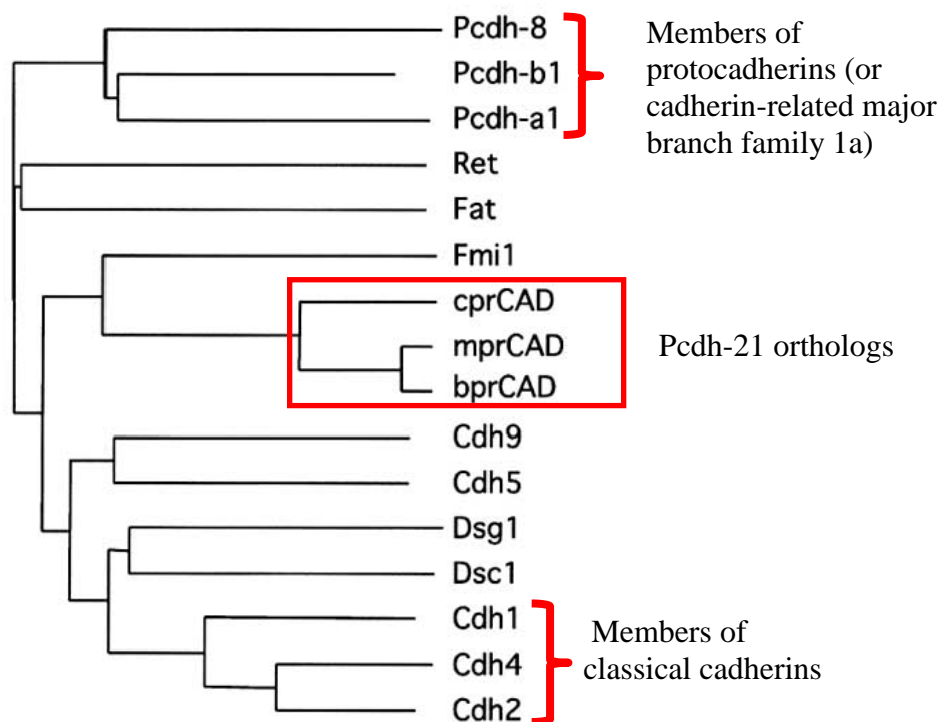 Pcdh-8
Pcdh-b1
Pcdh-a1
Members of
protocadherins (or
cadherin-related major
branch family 1a)
Ret
Fat
Fmi1
cprCAD
mprCAD
bprCAD
Pcdh-21 orthologs
Cdh9
Cdh5
Dsg1
Dsc1
Cdh1
Cdh4
Cdh2
Members of
classical cadherins